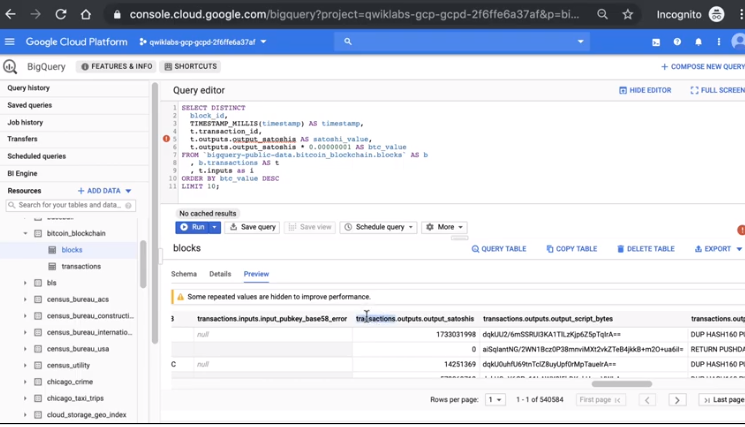 console.cloud.google.com/bigquery?project=qwiklabs-gcp-gcpd-2f6ffe6a37af&p=bi...
Incognito
Google Cloud Platform
qwiklabs-gcp-gcpd-2f6ffe6a37af
BigQuery
FEATURES & INFO
SHORTCUTS
+ COMPOSE NEW QUERY
Query history
Saved queries
Job history
Transfers
Scheduled queries
BI Engine
Resources
+ ADD DATA
Search for your tables and data...
bitcoin_blockchain
blocks
transactions
bls
census_bureau_acs
census_bureau_constructi...
census_bureau_internatio...
census_bureau_usa
census_utility
chicago_crime
chicago_taxi_trips
cloud_storage_geo_index
Query editor
HIDE EDITOR
FULL SCREEN
1 SELECT DISTINCT
2 block_id,
3 TIMESTAMP_MILLIS(timestamp) AS timestamp,
4 t.transaction_id,
5 t.outputs.output_satoshis AS satoshi_value,
6 t.outputs.output_satoshis * 0.00000001 AS btc_value
7 FROM `bigquery-public-data.bitcoin_blockchain.blocks` AS b
8 , b.transactions AS t
9 , t.inputs as i
10 ORDER BY btc_value DESC
11 LIMIT 10;
No cached results
Run
Save query
Save view
Schedule query
More
blocks
QUERY TABLE
COPY TABLE
DELETE TABLE
EXPORT
Schema
Details
Preview
Some repeated values are hidden to improve performance.
transactions.inputs.input_pubkey_base58_error
transactions.outputs.output_satoshis
transactions.outputs.output_script_bytes
null
1733031998
0
C
null
14251369
DUP HASH160 P
RETURN PUSHDA
DUP HASH160 P
Rows per page:
1
1 - 1 of 540584
First page
Last page